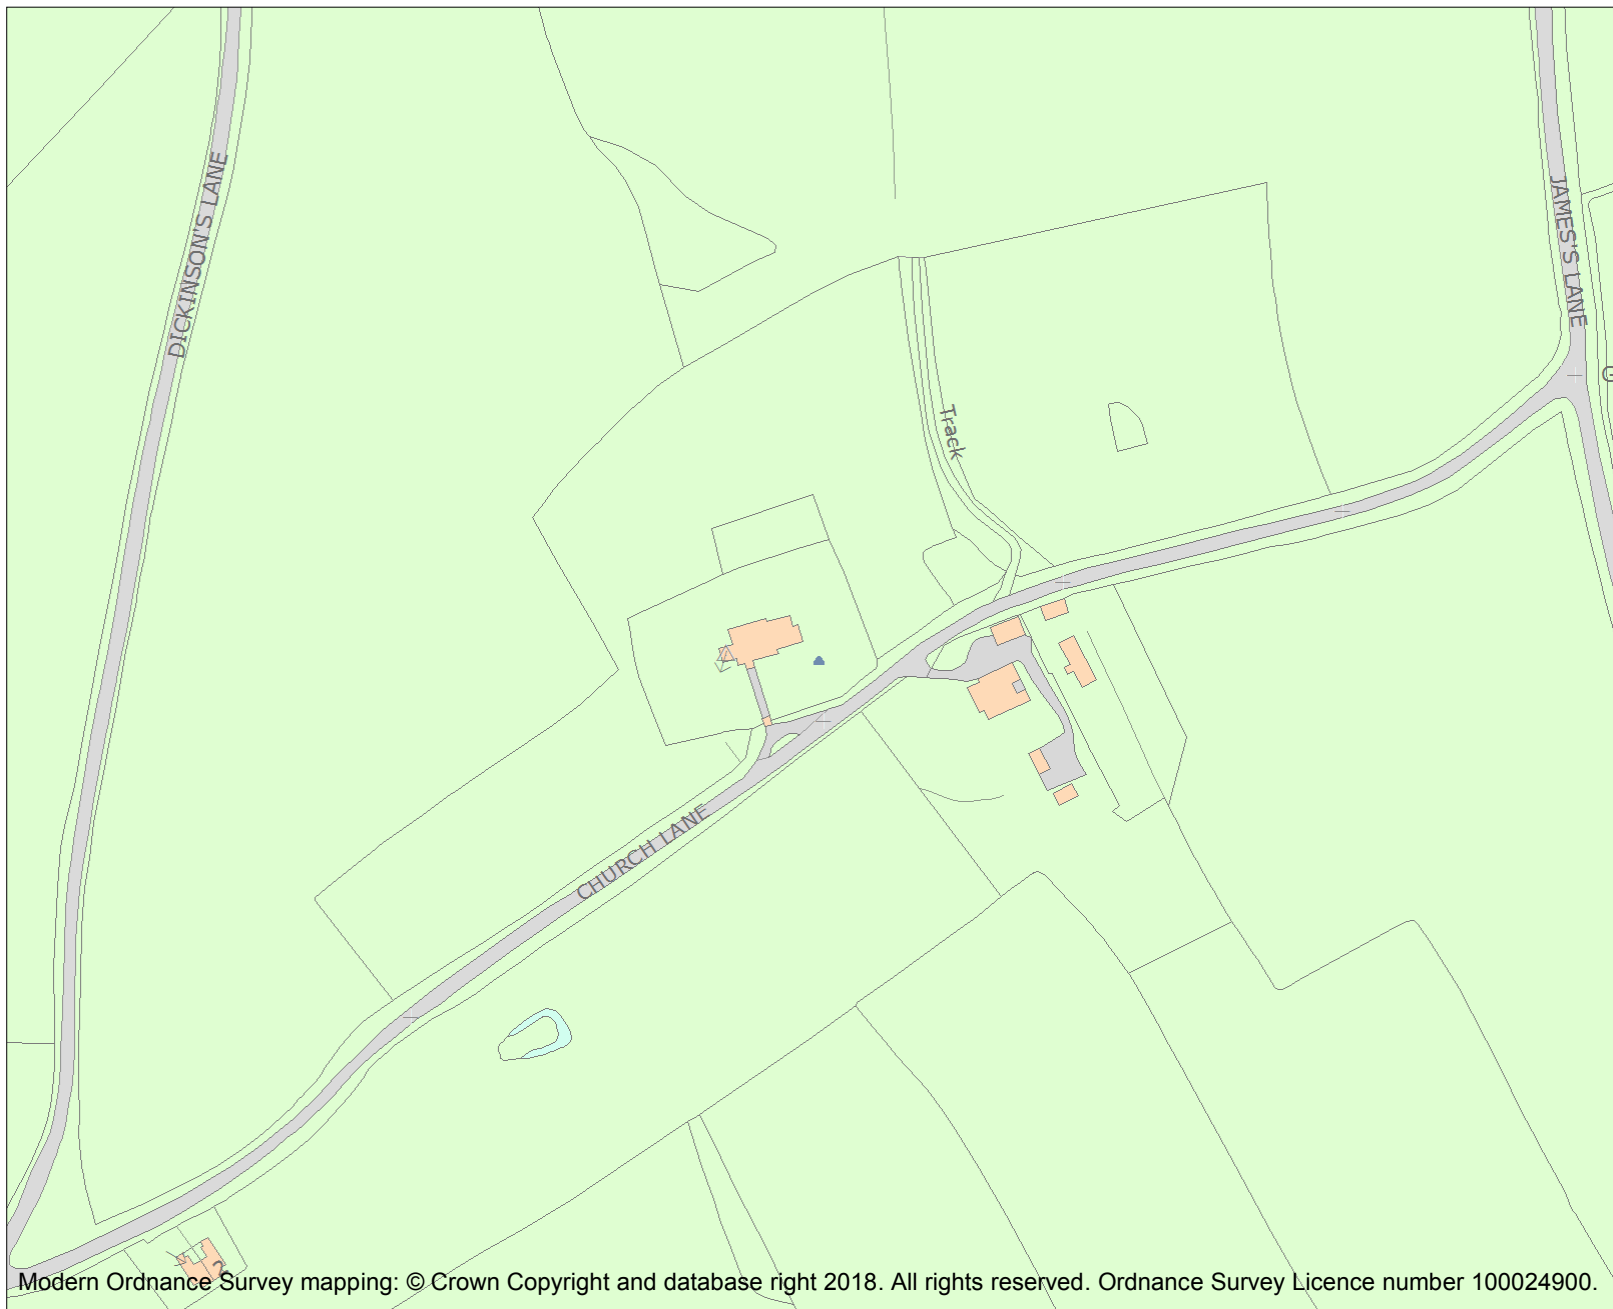 DICKINSON'S LANE
JAMES'S LANE
G
Track
CHURCH LANE
2
Modern Ordnance Survey mapping: © Crown Copyright and database right 2018. All rights reserved. Ordnance Survey Licence number 100024900.